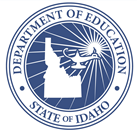 DEPARTMENT OF EDUCATION
STATE OF IDAHO